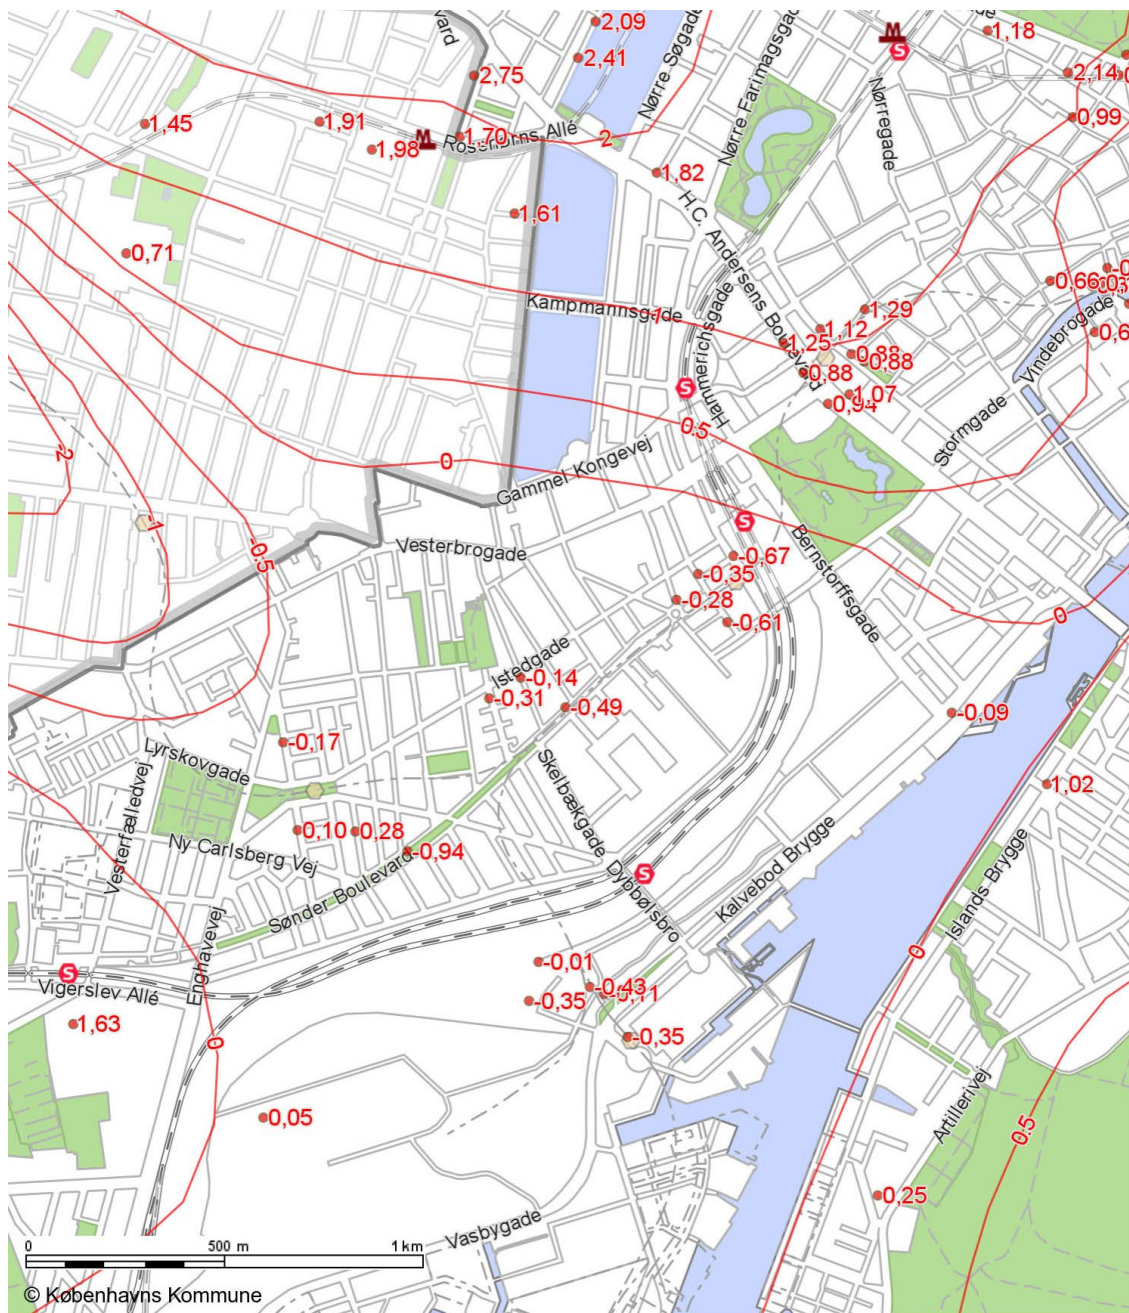 vard
2,09
2,41
2,75
Nørre Søgade
Nørre Farimagsgade
M
S
1,18
2,14
0,99
Nørregade
1,45
1,91
M
1,70
Rosenørns Allé
2
1,98
1,82
1,61
0,71
H.C. Andersens Boulevard
Kampmannsgade
1
Hammerichsgade
1,29
1,12
1,25
0,88
0,88
0,88
1,07
0,94
0,66
Vindebrogade
Stormgade
S
0.5
0
Gammel Kongevej
-2
-1
-0.5
Vesterbrogade
S
Bernstorffsgade
-0,67
-0,35
-0,28
-0,61
0
Istedgade
-0,14
-0,31
-0,49
-0,09
-0,17
Lyrskovgade
Vesterfælledvej
Skelbækgade
1,02
0,10
0,28
-0,94
Ny Carlsberg Vej
Sønder Boulevard
S
Dybbølsbro
Kalvebod Brygge
Islands Brygge
0
Enghavevej
S
Vigerslev Allé
-0,01
-0,43
-0,11
-0,35
-0,35
1,63
0
0,05
Artillerivej
0.5
0,25
Vasbygade
0 500 m 1 km
© Københavns Kommune